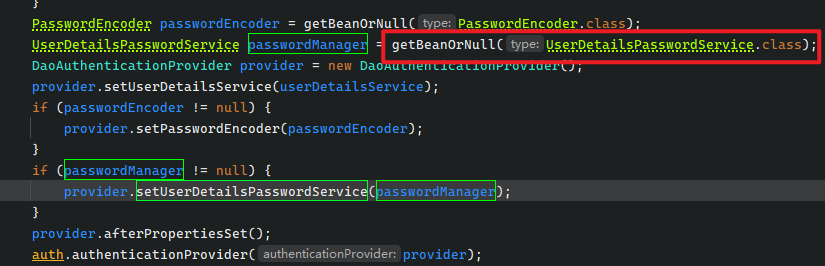 }
PasswordEncoder passwordEncoder = getBeanOrNull( type: PasswordEncoder.class);
UserDetailsPasswordService passwordManager = getBeanOrNull( type: UserDetailsPasswordService.class);
DaoAuthenticationProvider provider = new DaoAuthenticationProvider();
provider.setUserDetailsService(userDetailsService);
if (passwordEncoder != null) {
provider.setPasswordEncoder(passwordEncoder);
}
if (passwordManager != null) {
provider.setUserDetailsPasswordService(passwordManager);
}
provider.afterPropertiesSet();
auth.authenticationProvider( authenticationProvider: provider);